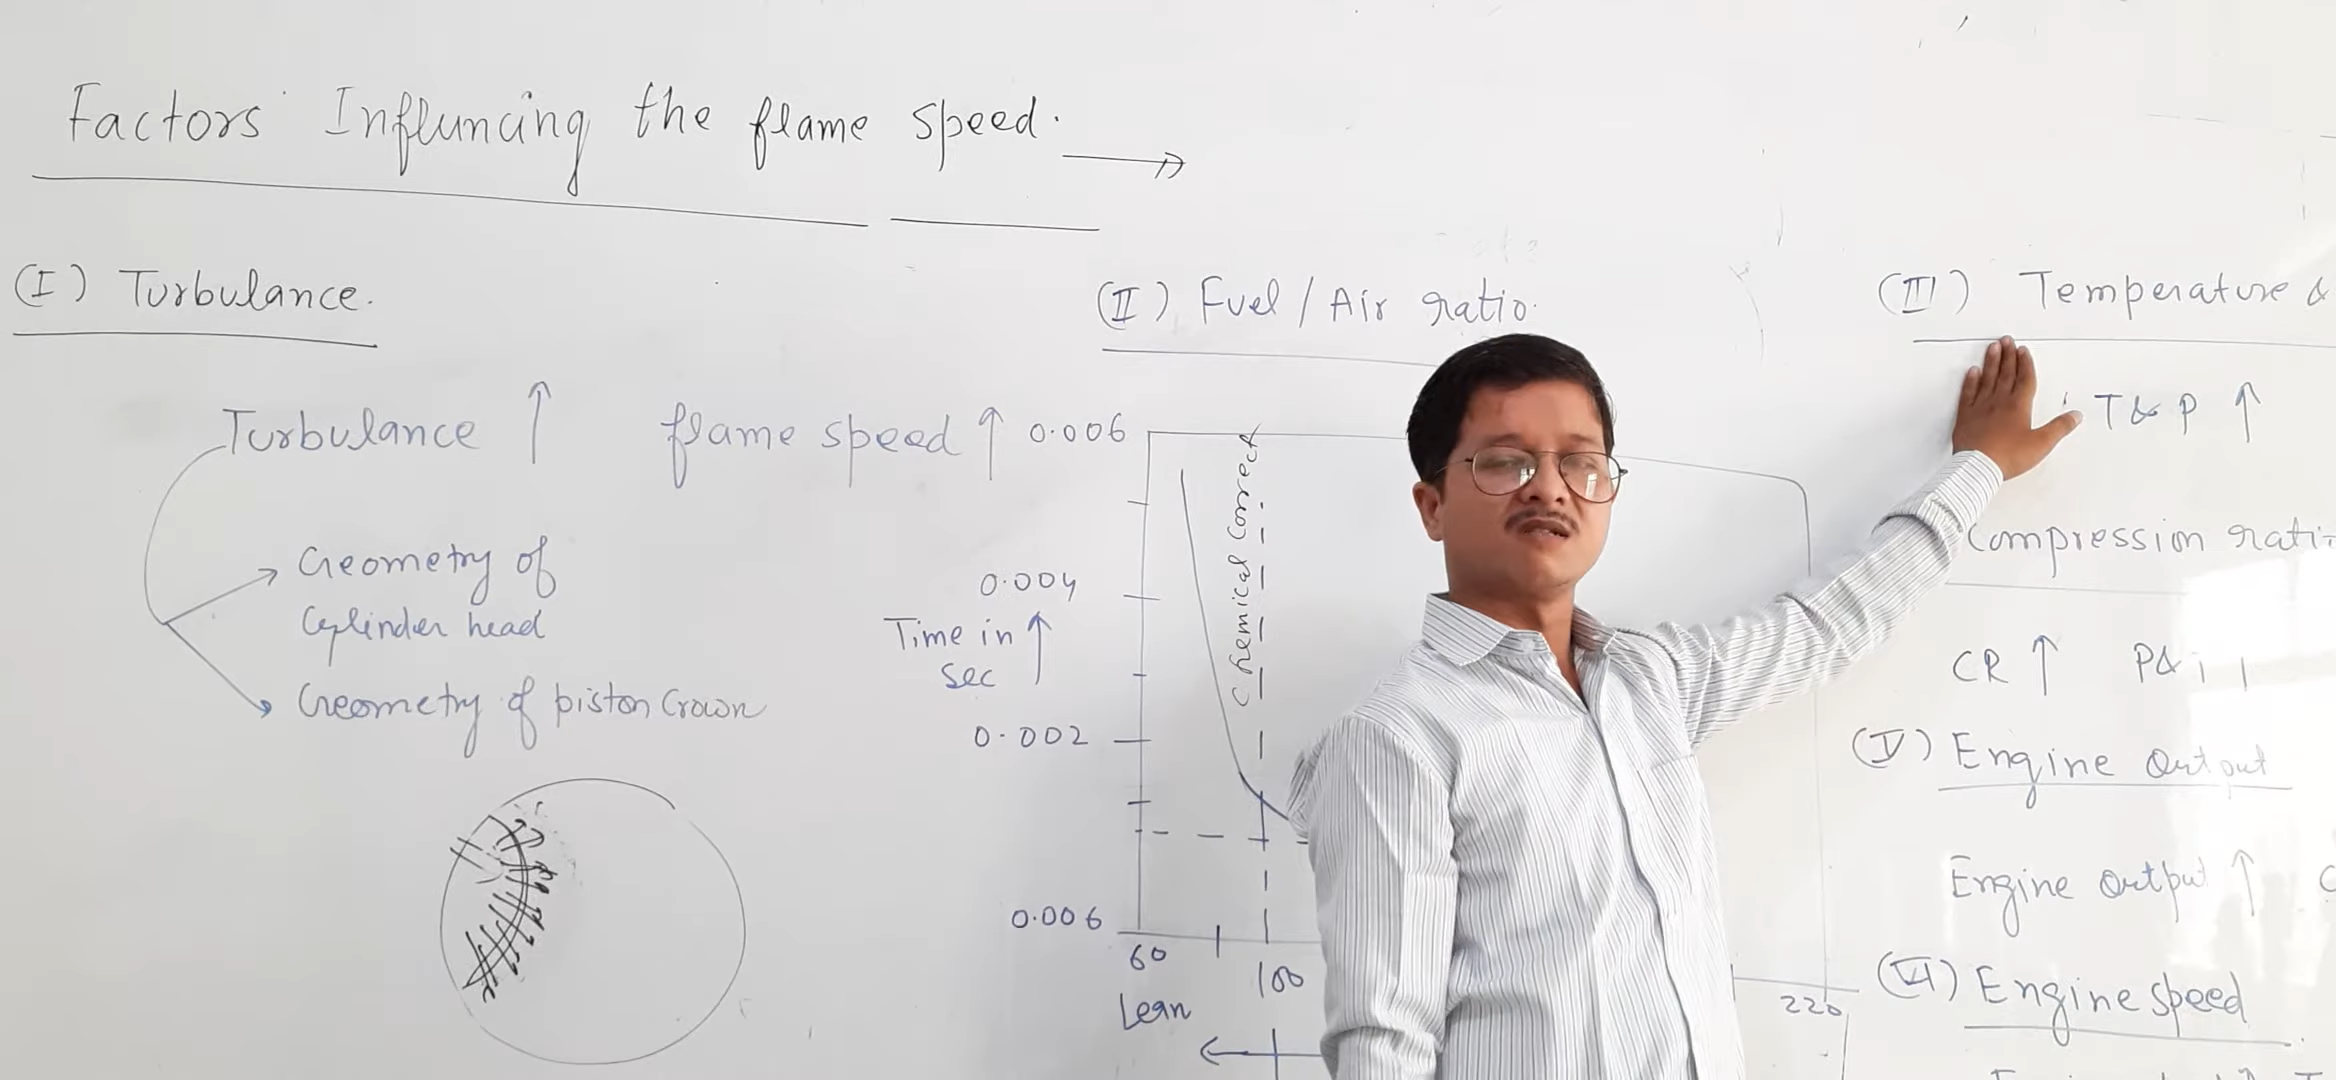 Factors Influncing the flame speed.
(I) Turbulance.
Turbulance ↑ flame speed ↑
Geometry of
Cylinder head
Geometry of piston Crown
(II) Fuel / Air ratio.
0.006
Chemical Correct
0.004
Time in ↑
sec
0.002
0.006
60
100
220
Lean
(III) Temperature &
T & P ↑
Compression
CR ↑ P&
(V) Engine Output
Engine Output ↑
(VI) Engine speed